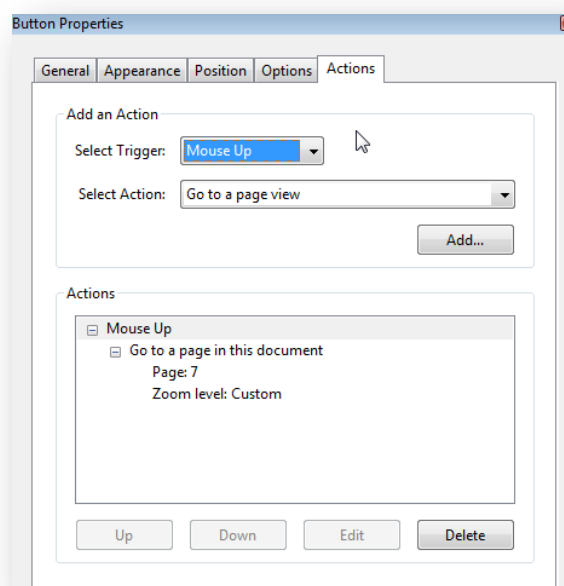 Button Properties
General Appearance Position Options Actions
Add an Action
Select Trigger: Mouse Up
Select Action: Go to a page view
Add...
Actions
Mouse Up
Go to a page in this document
Page: 7
Zoom level: Custom
Up Down Edit Delete